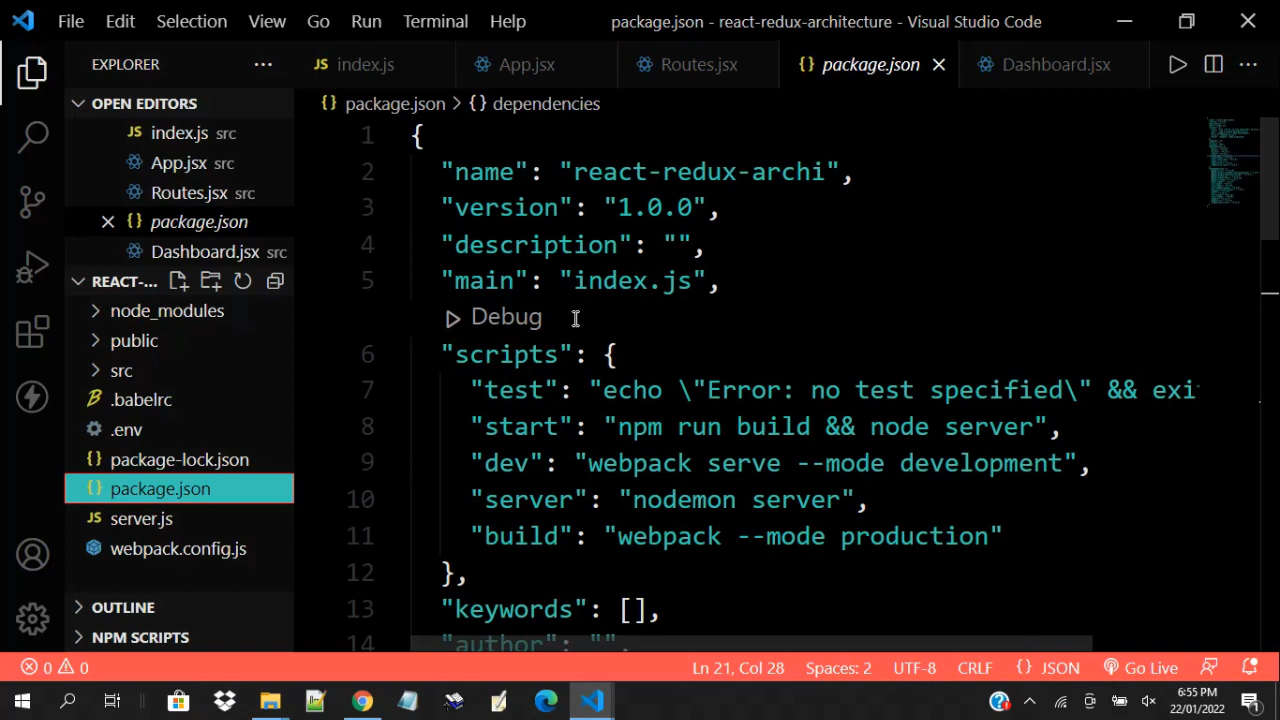 File Edit Selection View Go Run Terminal Help package.json - react-redux-architecture - Visual Studio Code
EXPLORER
index.js App.jsx Routes.jsx package.json Dashboard.jsx
OPEN EDITORS
index.js src
App.jsx src
Routes.jsx src
package.json
Dashboard.jsx src
REACT-...
node_modules
public
src
.babelrc
.env
package-lock.json
package.json
server.js
webpack.config.js
OUTLINE
NPM SCRIPTS
package.json > {} dependencies
1 {
2 "name": "react-redux-archi",
3 "version": "1.0.0",
4 "description": "",
5 "main": "index.js",
Debug
6 "scripts": {
7 "test": "echo \"Error: no test specified\" && exi
8 "start": "npm run build && node server",
9 "dev": "webpack serve --mode development",
10 "server": "nodemon server",
11 "build": "webpack --mode production"
12 },
13 "keywords": [],
14 "author": "",
0 0 Ln 21, Col 28 Spaces: 2 UTF-8 CRLF {} JSON Go Live
6:55 PM
22/01/2022